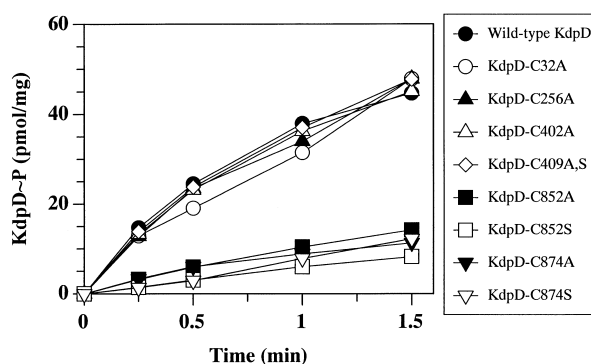 60
40
20
0
KdpD~P (pmol/mg)
0
0.5
1
1.5
Time (min)
Wild-type KdpD
KdpD-C32A
KdpD-C256A
KdpD-C402A
KdpD-C409A,S
KdpD-C852A
KdpD-C852S
KdpD-C874A
KdpD-C874S